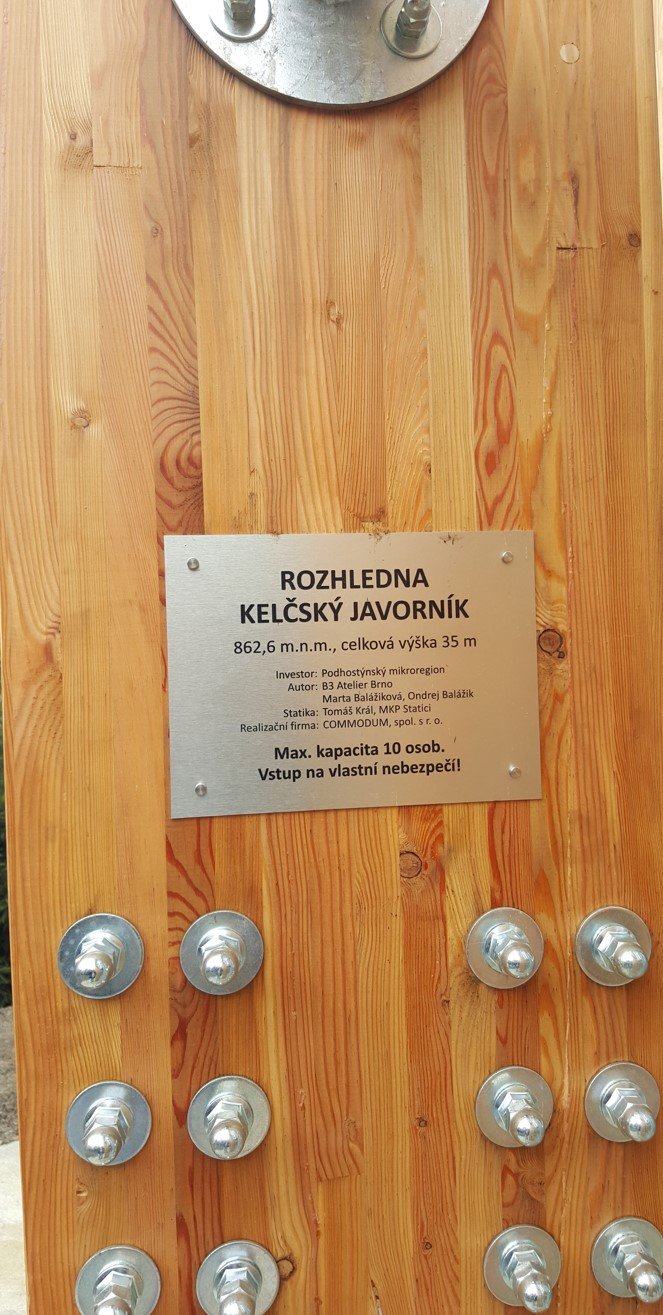 ROZHLEDNA
KELČSKÝ JAVORNÍK
862,6 m.n.m., celková výška 35 m
Investor: Podhostýnský mikroregion
Autor: B3 Atelier Brno
Marta Balážiková, Ondrej Balážik
Statika: Tomáš Král, MKP Statici
Realizační firma: COMMODUM, spol. s r. o.
Max. kapacita 10 osob.
Vstup na vlastní nebezpečí!